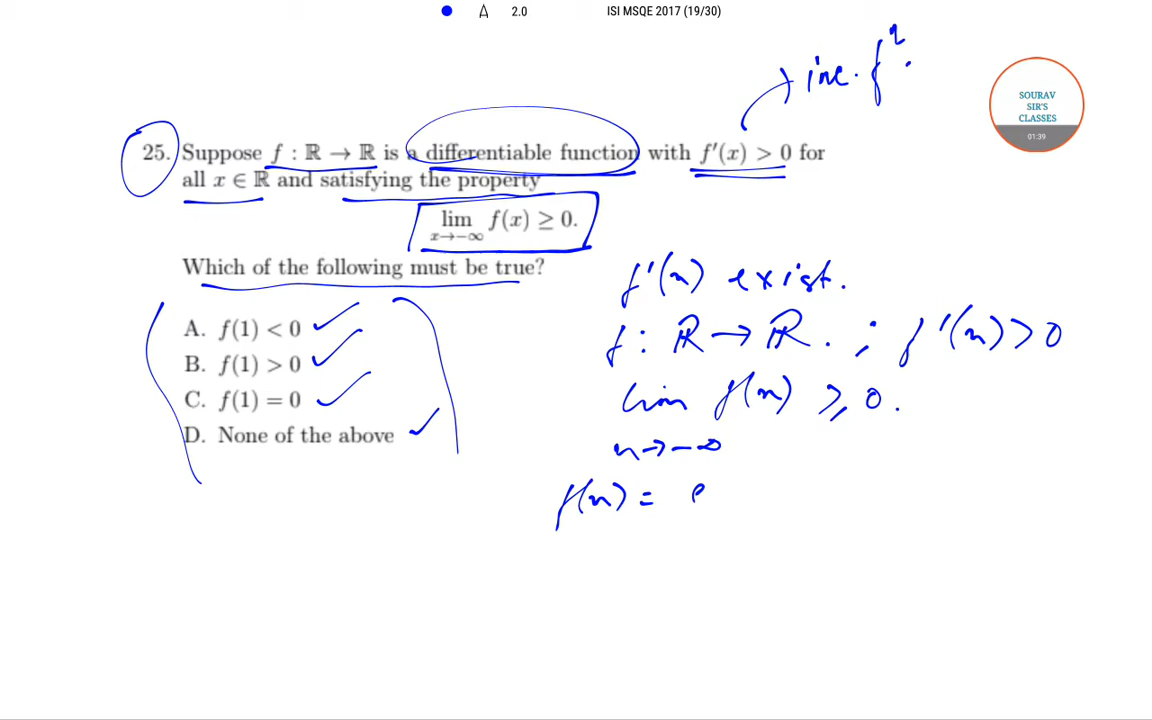 2.0
ISI MSQE 2017 (19/30)
inc. fⁿ.
SOURAV
SIR'S
CLASSES
01:39
25. Suppose f : ℝ → ℝ is a differentiable function with f′(x) > 0 for
all x ∈ ℝ and satisfying the property
lim f(x) ≥ 0.
x→−∞
Which of the following must be true?
A. f(1) < 0
B. f(1) > 0
C. f(1) = 0
D. None of the above
f′(x) exist.
f : ℝ → ℝ . ; f′(x) > 0
lim f(x) ≥ 0.
x→−∞
f(x) = e